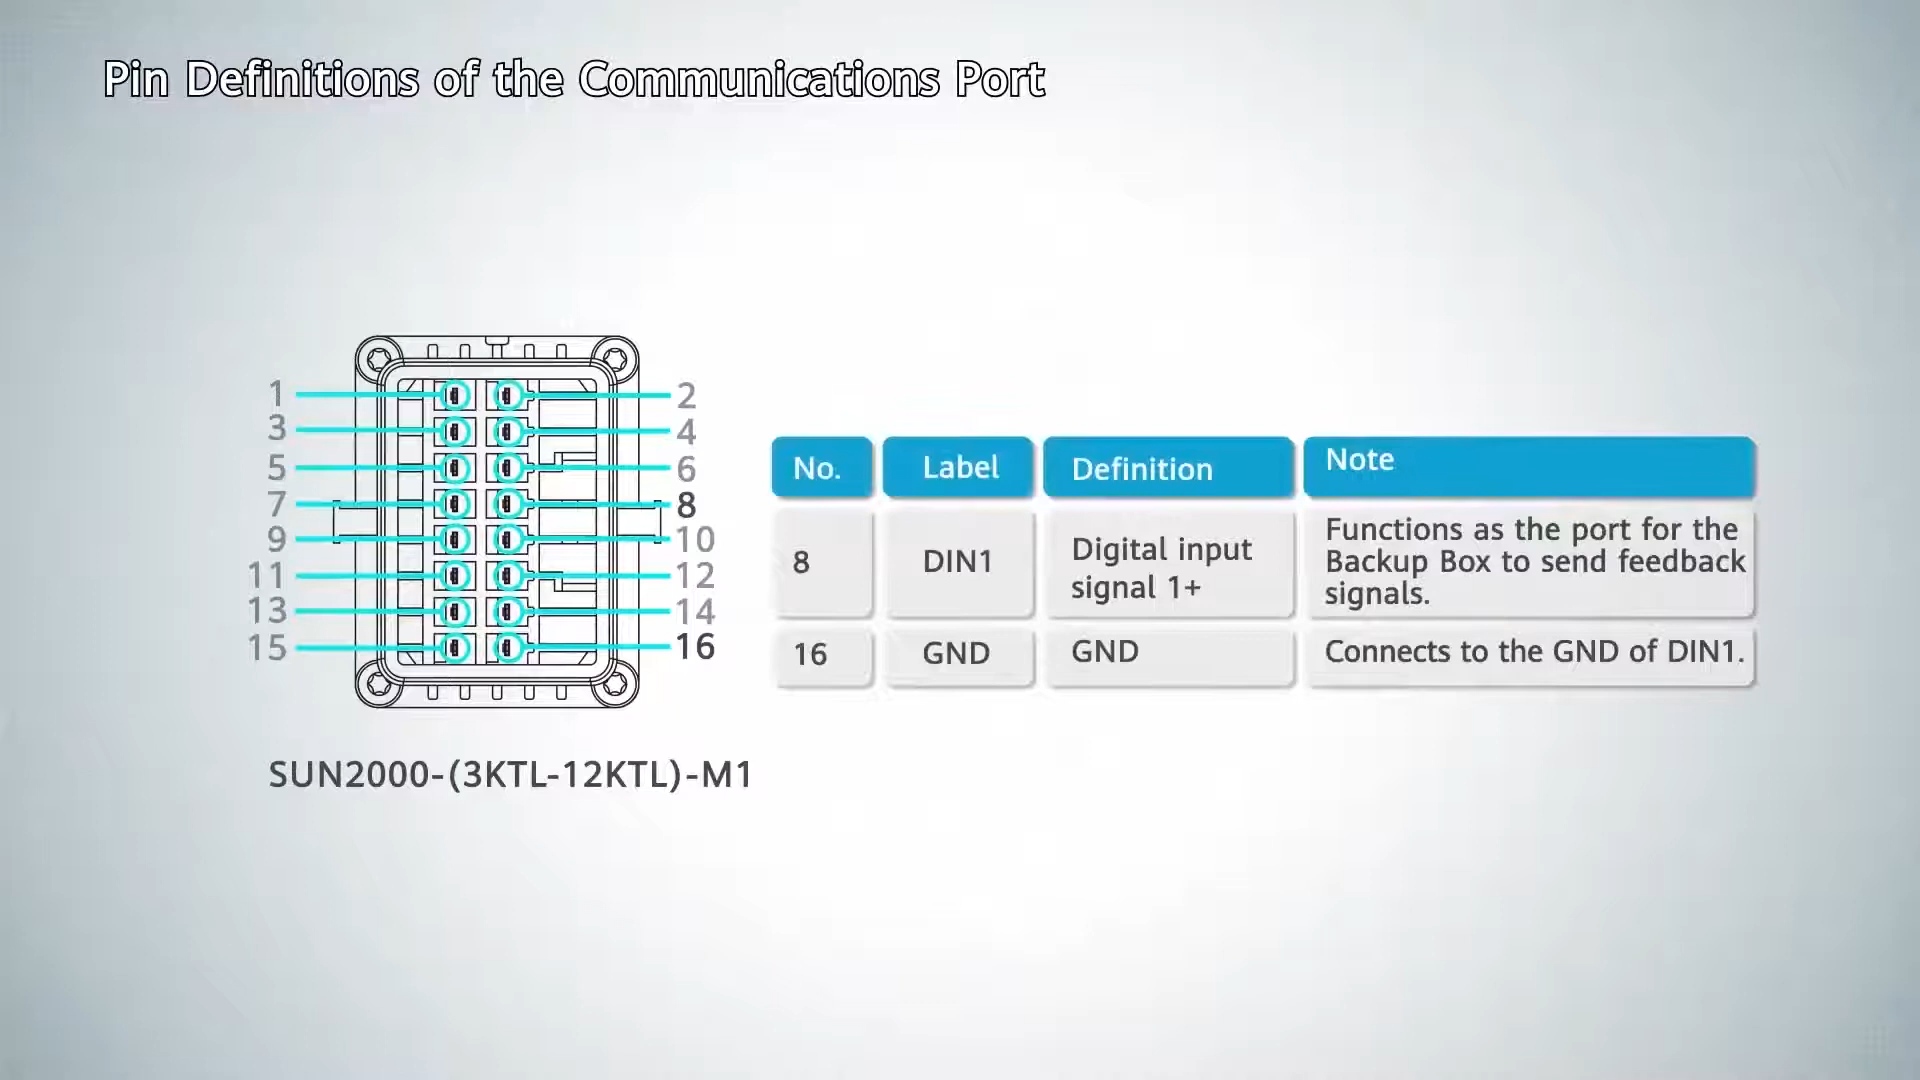 Pin Definitions of the Communications Port
1 2
3 4
5 6
7 8
9 10
11 12
13 14
15 16
SUN2000-(3KTL-12KTL)-M1
No. Label Definition Note
8 DIN1 Digital input
signal 1+
Functions as the port for the
Backup Box to send feedback
signals.
16 GND GND Connects to the GND of DIN1.